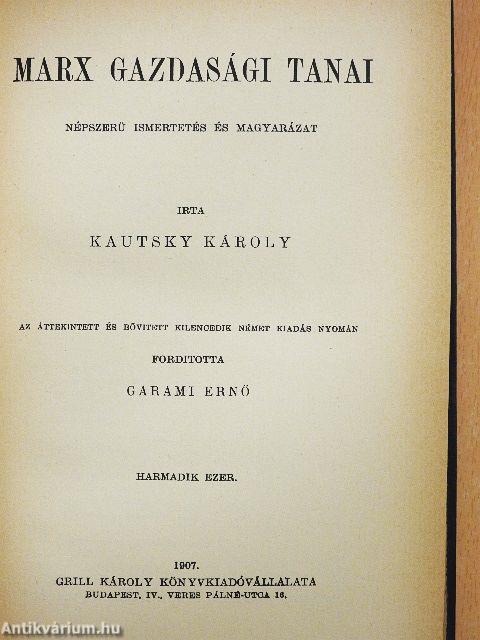 MARX GAZDASÁGI TANAI
NÉPSZERŰ ISMERTETÉS ÉS MAGYARÁZAT
IRTA
KAUTSKY KÁROLY
AZ ÁTTEKINTETT ÉS BŐVITETT KILENCEDIK NÉMET KIADÁS NYOMÁN
FORDITOTTA
GARAMI ERNŐ
HARMADIK EZER.
1907.
GRILL KÁROLY KÖNYVKIADÓVÁLLALATA
BUDAPEST, IV., VERES PÁLNÉ-UTCA 16.
Antikvárium.hu